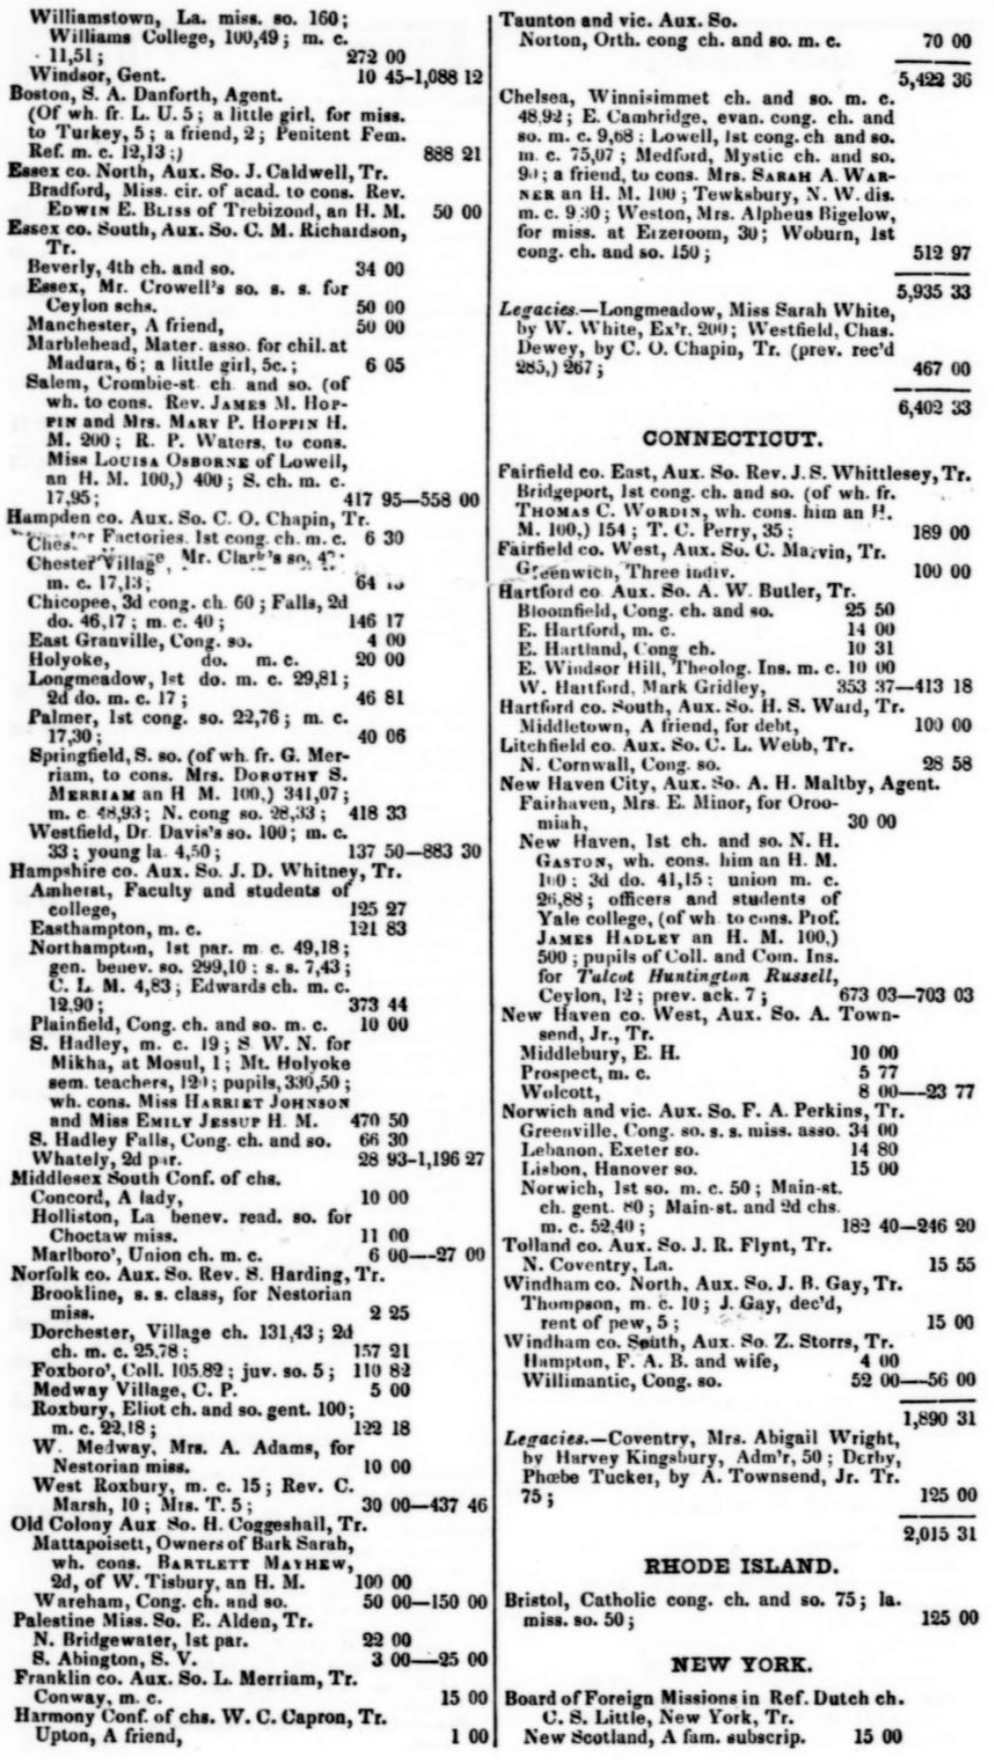 Williamstown, La. miss. so. 160;
Williams College, 100,49; m. c.
11,51; 272 00
Windsor, Gent. 10 45–1,088 12
Boston, S. A. Danforth, Agent.
(Of wh. fr. L. U. 5; a little girl, for miss.
to Turkey, 5; a friend, 2; Penitent Fem.
Ref. m. c. 12,13;) 888 21
Essex co. North, Aux. So. J. Caldwell, Tr.
Bradford, Miss. cir. of acad. to cons. Rev.
EDWIN E. BLISS of Trebizond, an H. M. 50 00
Essex co. South, Aux. So. C. M. Richardson,
Tr.
Beverly, 4th ch. and so. 34 00
Essex, Mr. Crowell's so. s. s. for
Ceylon schs. 50 00
Manchester, A friend, 50 00
Marblehead, Mater. asso. for chil. at
Madura, 6; a little girl, 5c.; 6 05
Salem, Crombie-st. ch and so. (of
wh. to cons. Rev. JAMES M. HOP-
PIN and Mrs. MARY P. HOPPIN H.
M. 200; R. P. Waters, to cons.
Miss LOUISA OSBORNE of Lowell,
an H. M. 100,) 400; S. ch. m. c.
17,95; 417 95—558 00
Hampden co. Aux. So. C. O. Chapin, Tr.
Factories. 1st cong. ch. m. c. 6 30
Chester Village, Mr. Clark's so.
m. c. 17,13; 64
Chicopee, 3d cong. ch. 60; Falls, 2d
do. 46,17; m. c. 40; 146 17
East Granville, Cong. so. 4 00
Holyoke, do. m. c. 20 00
Longmeadow, 1st do. m. c. 29,81;
2d do. m. c. 17; 46 81
Palmer, 1st cong. so. 22,76; m. c.
17,30; 40 06
Springfield, S. so. (of wh. fr. G. Mer-
riam, to cons. Mrs. DOROTHY S.
MERRIAM an H M. 100,) 341,07;
m. c. 48,93; N. cong so. 28,33; 418 33
Westfield, Dr. Davis's so. 100; m. c.
33; young la. 4,50; 137 50—883 30
Hampshire co. Aux. So. J. D. Whitney, Tr.
Amherst, Faculty and students of
college, 125 27
Easthampton, m. c. 121 83
Northampton, 1st par. m c. 49,18;
gen. benev. so. 299,10; s. s. 7,43;
C. L. M. 4,83; Edwards ch. m. c.
12,90; 373 44
Plainfield, Cong. ch. and so. m. c. 10 00
S. Hadley, m. c. 19; S W. N. for
Mikha, at Mosul, 1; Mt. Holyoke
sem. teachers, 120; pupils, 330,50;
wh. cons. Miss HARRIET JOHNSON
and Miss EMILY JESSUP H. M. 470 50
S. Hadley Falls, Cong. ch. and so. 66 30
Whately, 2d par. 28 93–1,196 27
Middlesex South Conf. of chs.
Concord, A lady, 10 00
Holliston, La benev. read. so. for
Choctaw miss. 11 00
Marlboro', Union ch. m. c. 6 00—27 00
Norfolk co. Aux. So. Rev. S. Harding, Tr.
Brookline, s. s. class, for Nestorian
miss. 2 25
Dorchester, Village ch. 131,43; 2d
ch. m. c. 25,78; 157 21
Foxboro', Coll. 105,82; juv. so. 5; 110 82
Medway Village, C. P. 5 00
Roxbury, Eliot ch. and so. gent. 100;
m. c. 22,18; 122 18
W. Medway, Mrs. A. Adams, for
Nestorian miss. 10 00
West Roxbury, m. c. 15; Rev. C.
Marsh, 10; Mrs. T. 5; 30 00—437 46
Old Colony Aux So. H. Coggeshall, Tr.
Mattapoisett, Owners of Bark Sarah,
wh. cons. BARTLETT MAYHEW,
2d, of W. Tisbury, an H. M. 100 00
Wareham, Cong. ch. and so. 50 00—150 00
Palestine Miss. So. E. Alden, Tr.
N. Bridgewater, 1st par. 22 00
S. Abington, S. V. 3 00—25 00
Franklin co. Aux. So. L. Merriam, Tr.
Conway, m. c. 15 00
Harmony Conf. of chs. W. C. Capron, Tr.
Upton, A friend, 1 00
Taunton and vic. Aux. So.
Norton, Orth. cong ch. and so. m. c. 70 00
5,422 36
Chelsea, Winnisimmet ch. and so. m. c.
48,92; E. Cambridge, evan. cong. ch. and
so. m. c. 9,68; Lowell, 1st cong. ch and so.
m. c. 75,07; Medford, Mystic ch. and so.
90; a friend, to cons. Mrs. SARAH A. WAR-
NER an H. M. 100; Tewksbury, N. W. dis.
m. c. 9 30; Weston, Mrs. Alpheus Bigelow,
for miss. at Erzeroom, 30; Woburn, 1st
cong. ch. and so. 150; 512 97
5,935 33
Legacies.—Longmeadow, Miss Sarah White,
by W. White, Ex'r, 200; Westfield, Chas.
Dewey, by C. O. Chapin, Tr. (prev. rec'd
285,) 267; 467 00
6,402 33
CONNECTICUT.
Fairfield co. East, Aux. So. Rev. J. S. Whittlesey, Tr.
Bridgeport, 1st cong. ch. and so. (of wh. fr.
THOMAS C. WORDIN, wh. cons. him an H.
M. 100,) 154; T. C. Perry, 35; 189 00
Fairfield co. West, Aux. So. C. Marvin, Tr.
Greenwich, Three indiv. 100 00
Hartford co Aux. So. A. W. Butler, Tr.
Bloomfield, Cong. ch. and so. 25 50
E. Hartford, m. c. 14 00
E. Hartland, Cong ch. 10 31
E. Windsor Hill, Theolog. Ins. m. c. 10 00
W. Hartford, Mark Gridley, 353 37—413 18
Hartford co. South, Aux. So. H. S. Ward, Tr.
Middletown, A friend, for debt, 100 00
Litchfield co. Aux. So. C. L. Webb, Tr.
N. Cornwall, Cong. so. 28 58
New Haven City, Aux. So. A. H. Maltby, Agent.
Fairhaven, Mrs. E. Minor, for Oroo-
miah, 30 00
New Haven, 1st ch. and so. N. H.
GASTON, wh. cons. him an H. M.
100; 3d do. 41,15; union m. c.
26,88; officers and students of
Yale college, (of wh to cons. Prof.
JAMES HADLEY an H. M. 100,)
500; pupils of Coll. and Com. Ins.
for Talcot Huntington Russell,
Ceylon, 12; prev. ack. 7; 673 03—703 03
New Haven co. West, Aux. So. A. Town-
send, Jr., Tr.
Middlebury, E. H. 10 00
Prospect, m. c. 5 77
Wolcott, 8 00—23 77
Norwich and vic. Aux. So. F. A. Perkins, Tr.
Greenville, Cong. so. s. s. miss. asso. 34 00
Lebanon, Exeter so. 14 80
Lisbon, Hanover so. 15 00
Norwich, 1st so. m. c. 50; Main-st.
ch. gent. 80; Main-st. and 2d chs.
m. c. 52,40; 182 40—246 20
Tolland co. Aux. So. J. R. Flynt, Tr.
N. Coventry, La. 15 55
Windham co. North, Aux. So. J. B. Gay, Tr.
Thompson, m. c. 10; J. Gay, dec'd,
rent of pew, 5; 15 00
Windham co. South, Aux. So. Z. Storrs, Tr.
Hampton, F. A. B. and wife, 4 00
Willimantic, Cong. so. 52 00—56 00
1,890 31
Legacies.—Coventry, Mrs. Abigail Wright,
by Harvey Kingsbury, Adm'r, 50; Derby,
Phœbe Tucker, by A. Townsend, Jr. Tr.
75; 125 00
2,015 31
RHODE ISLAND.
Bristol, Catholic cong. ch. and so. 75; la.
miss. so. 50; 125 00
NEW YORK.
Board of Foreign Missions in Ref. Dutch ch.
C. S. Little, New York, Tr.
New Scotland, A fam. subscrip. 15 00